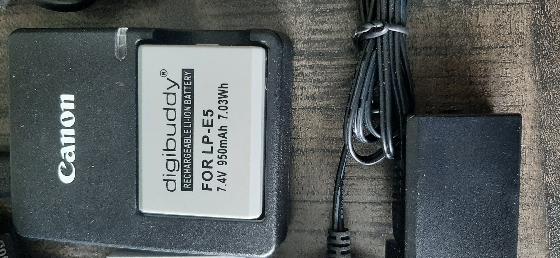 Canon
digibuddy®
RECHARGEABLE LI-ION BATTERY
FOR LP-E5
7.4V 950mAh 7.03Wh